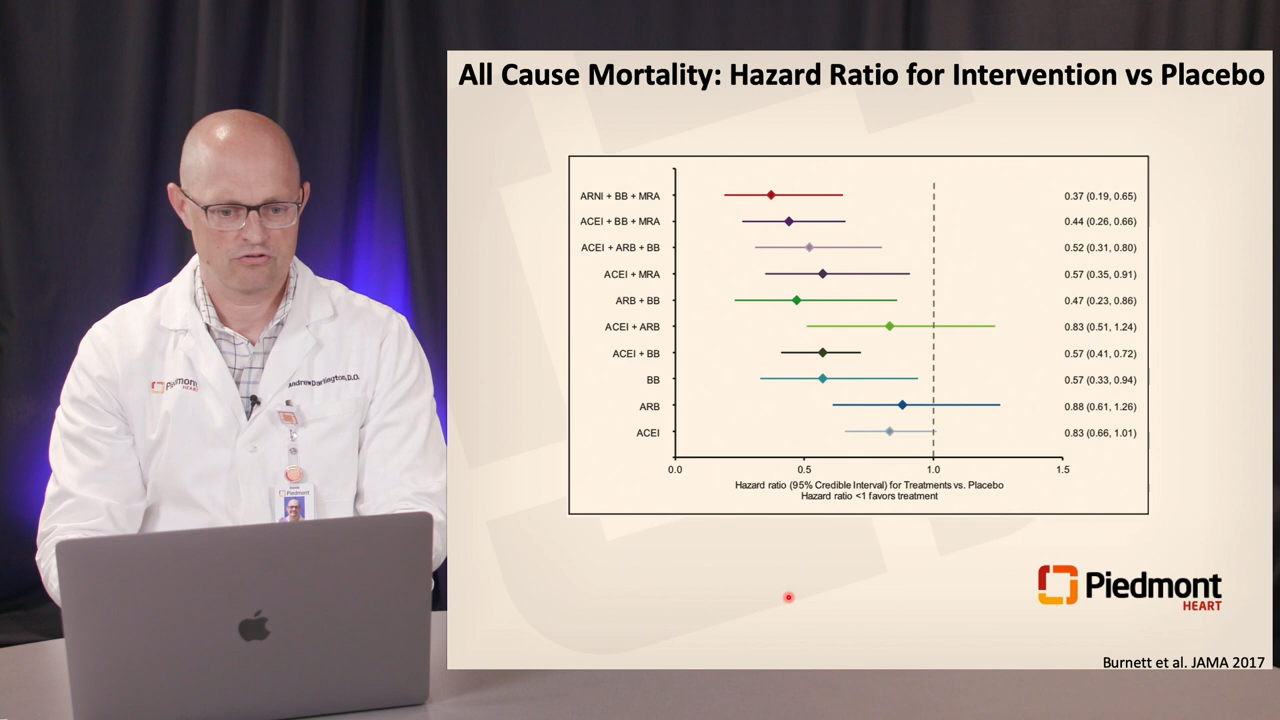 All Cause Mortality: Hazard Ratio for Intervention vs Placebo
ARNI + BB + MRA 0.37 (0.19, 0.65)
ACEI + BB + MRA 0.44 (0.26, 0.66)
ACEI + ARB + BB 0.52 (0.31, 0.80)
ACEI + MRA 0.57 (0.35, 0.91)
ARB + BB 0.47 (0.23, 0.86)
ACEI + ARB 0.83 (0.51, 1.24)
ACEI + BB 0.57 (0.41, 0.72)
BB 0.57 (0.33, 0.94)
ARB 0.88 (0.61, 1.26)
ACEI 0.83 (0.66, 1.01)
0.0 0.5 1.0 1.5
Hazard ratio (95% Credible Interval) for Treatments vs. Placebo
Hazard ratio <1 favors treatment
Piedmont
HEART
Burnett et al. JAMA 2017
Piedmont
HEART
Andrew Darlington, D.O.
Piedmont